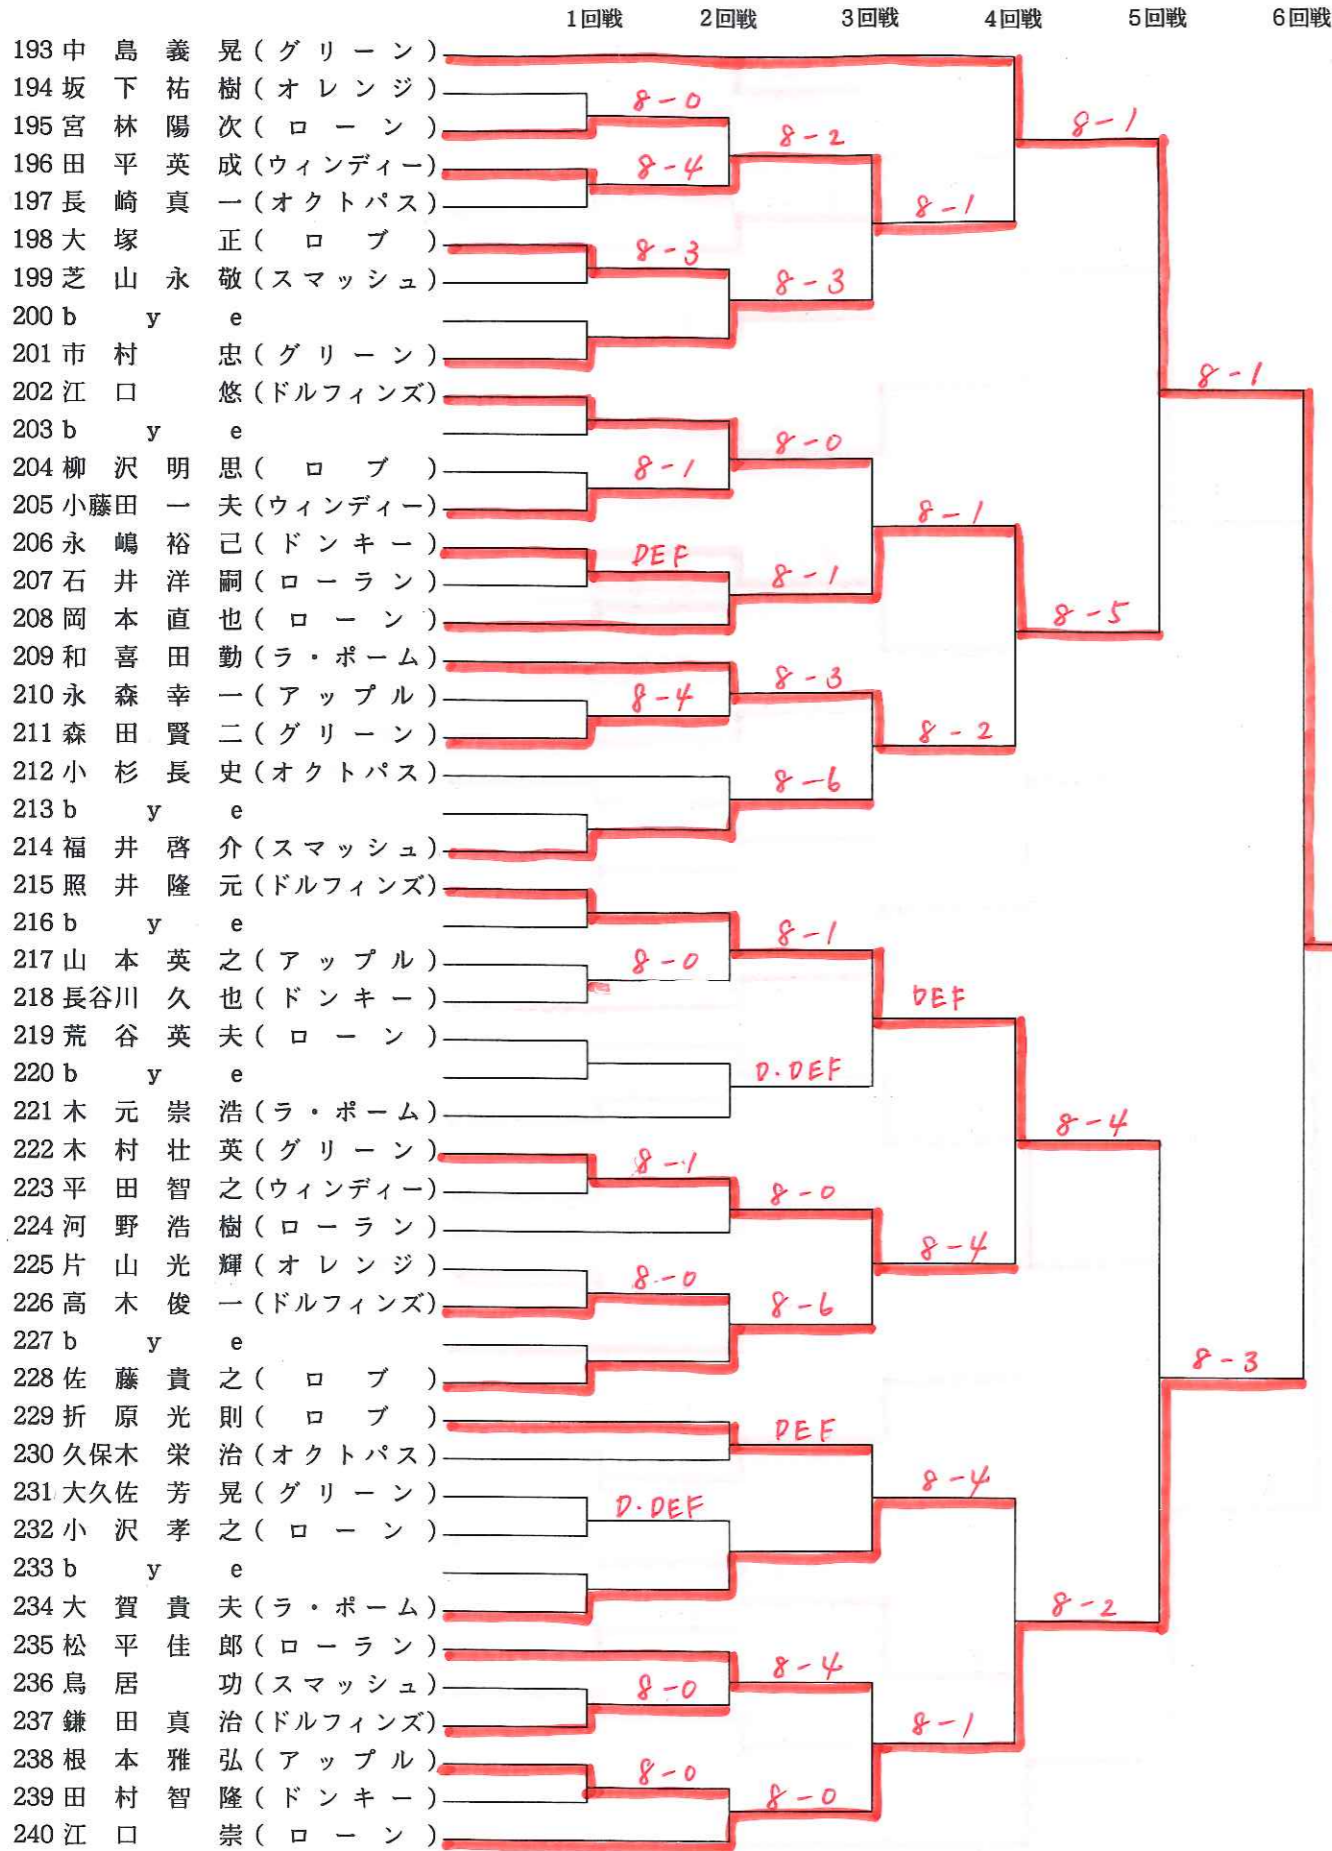 1回戦 2回戦 3回戦 4回戦 5回戦 6回戦
193 中島義晃(グリーン)
194 坂下祐樹(オレンジ) 8-0 8-1
195 宮林陽次(ローン) 8-2
196 田平英成(ウィンディー) 8-4
197 長崎真一(オクトパス) 8-1
198 大塚正(ロブ) 8-3
199 芝山永敬(スマッシュ) 8-3
200 bye
201 市村忠(グリーン) 8-1
202 江口悠(ドルフィンズ)
203 bye 8-0
204 柳沢明思(ロブ) 8-1
205 小藤田一夫(ウィンディー) 8-1
206 永嶋裕己(ドンキー) DEF
207 石井洋嗣(ローラン) 8-1
208 岡本直也(ローン) 8-5
209 和喜田勤(ラ・ポーム) 8-3
210 永森幸一(アップル) 8-4
211 森田賢二(グリーン) 8-2
212 小杉長史(オクトパス) 8-6
213 bye
214 福井啓介(スマッシュ)
215 照井隆元(ドルフィンズ)
216 bye 8-1
217 山本英之(アップル) 8-0
218 長谷川久也(ドンキー) DEF
219 荒谷英夫(ローン)
220 bye D.DEF
221 木元崇浩(ラ・ポーム) 8-4
222 木村壮英(グリーン) 8-1
223 平田智之(ウィンディー) 8-0
224 河野浩樹(ローラン) 8-4
225 片山光輝(オレンジ) 8-0
226 高木俊一(ドルフィンズ) 8-6
227 bye 8-3
228 佐藤貴之(ロブ)
229 折原光則(ロブ) DEF
230 久保木栄治(オクトパス) 8-4
231 大久佐芳晃(グリーン) D.DEF
232 小沢孝之(ローン)
233 bye
234 大賀貴夫(ラ・ポーム) 8-2
235 松平佳郎(ローラン) 8-4
236 鳥居功(スマッシュ) 8-0
237 鎌田真治(ドルフィンズ) 8-1
238 根本雅弘(アップル) 8-0
239 田村智隆(ドンキー) 8-0
240 江口崇(ローン)